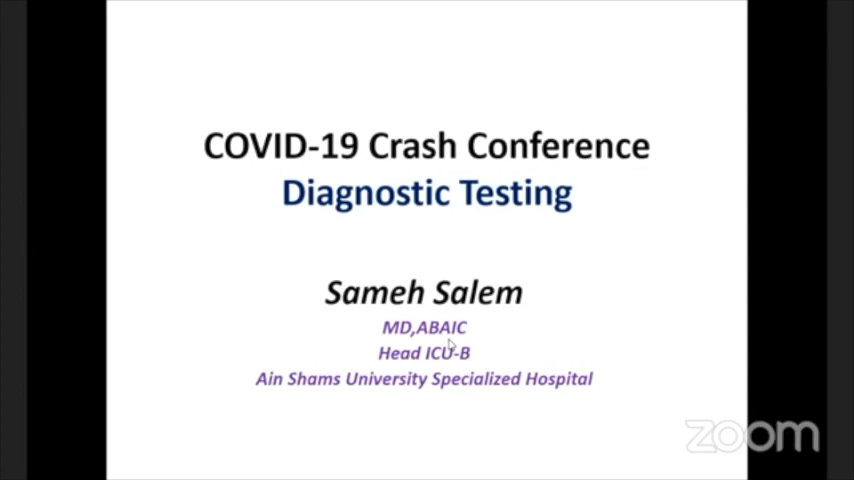 COVID-19 Crash Conference
Diagnostic Testing
Sameh Salem
MD,ABAIC
Head ICU-B
Ain Shams University Specialized Hospital
zoom